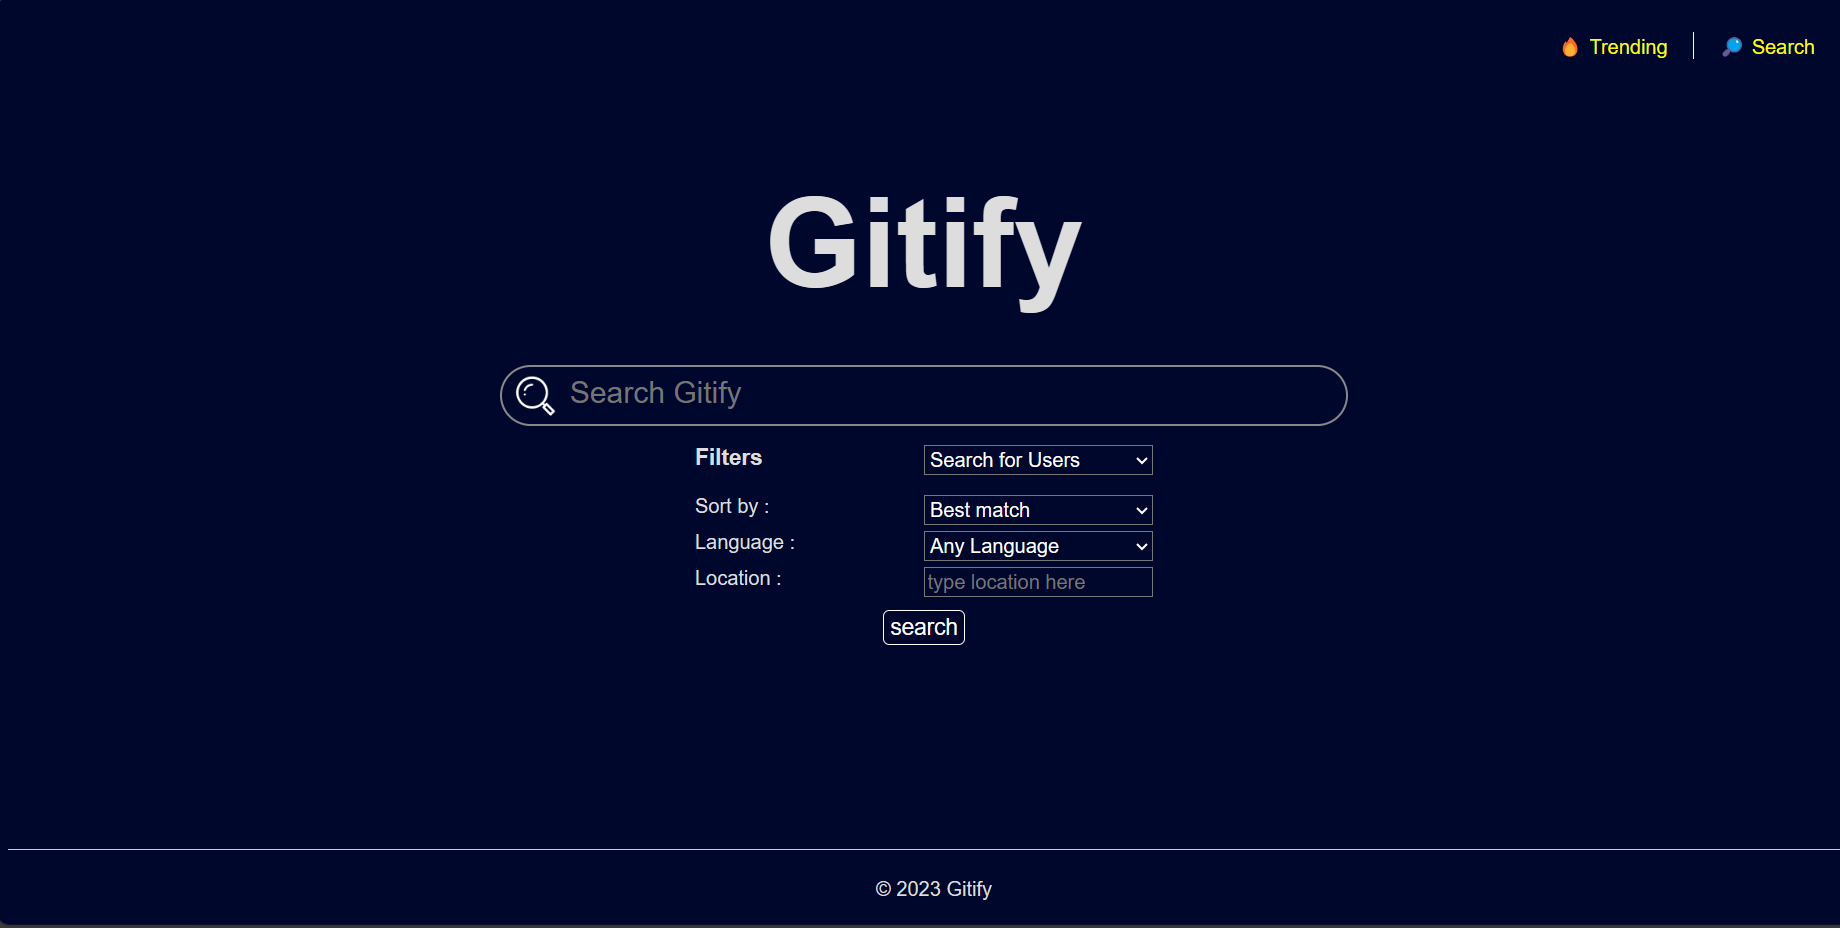 Trending
Search
Gitify
Search Gitify
Filters
Search for Users
Sort by :
Best match
Language :
Any Language
Location :
type location here
search
© 2023 Gitify